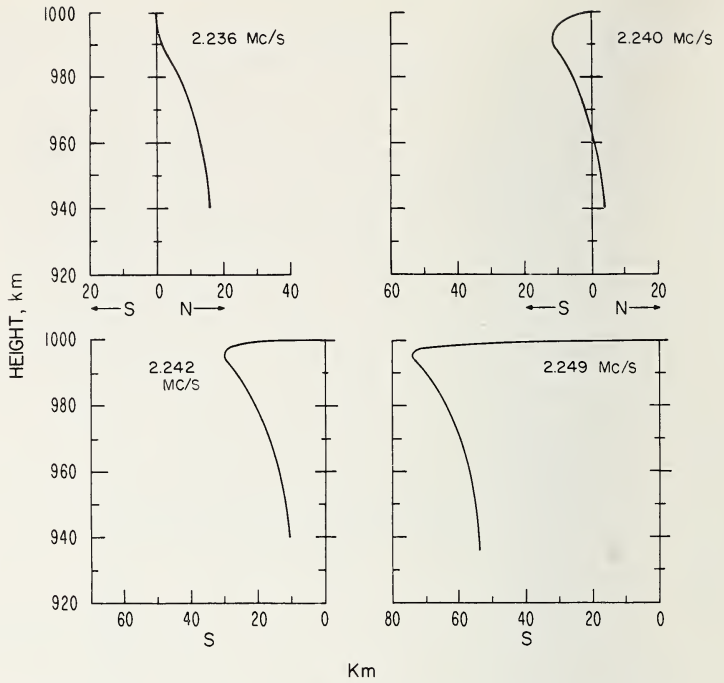 1000
980
960
940
920
2.236 Mc/s
20 0 20 40
←S N→
2.240 Mc/s
60 40 20 0 20
←S N→
HEIGHT, km
1000
980
960
940
920
2.242
Mc/s
60 40 20 0
S
2.249 Mc/s
80 60 40 20 0
S
Km